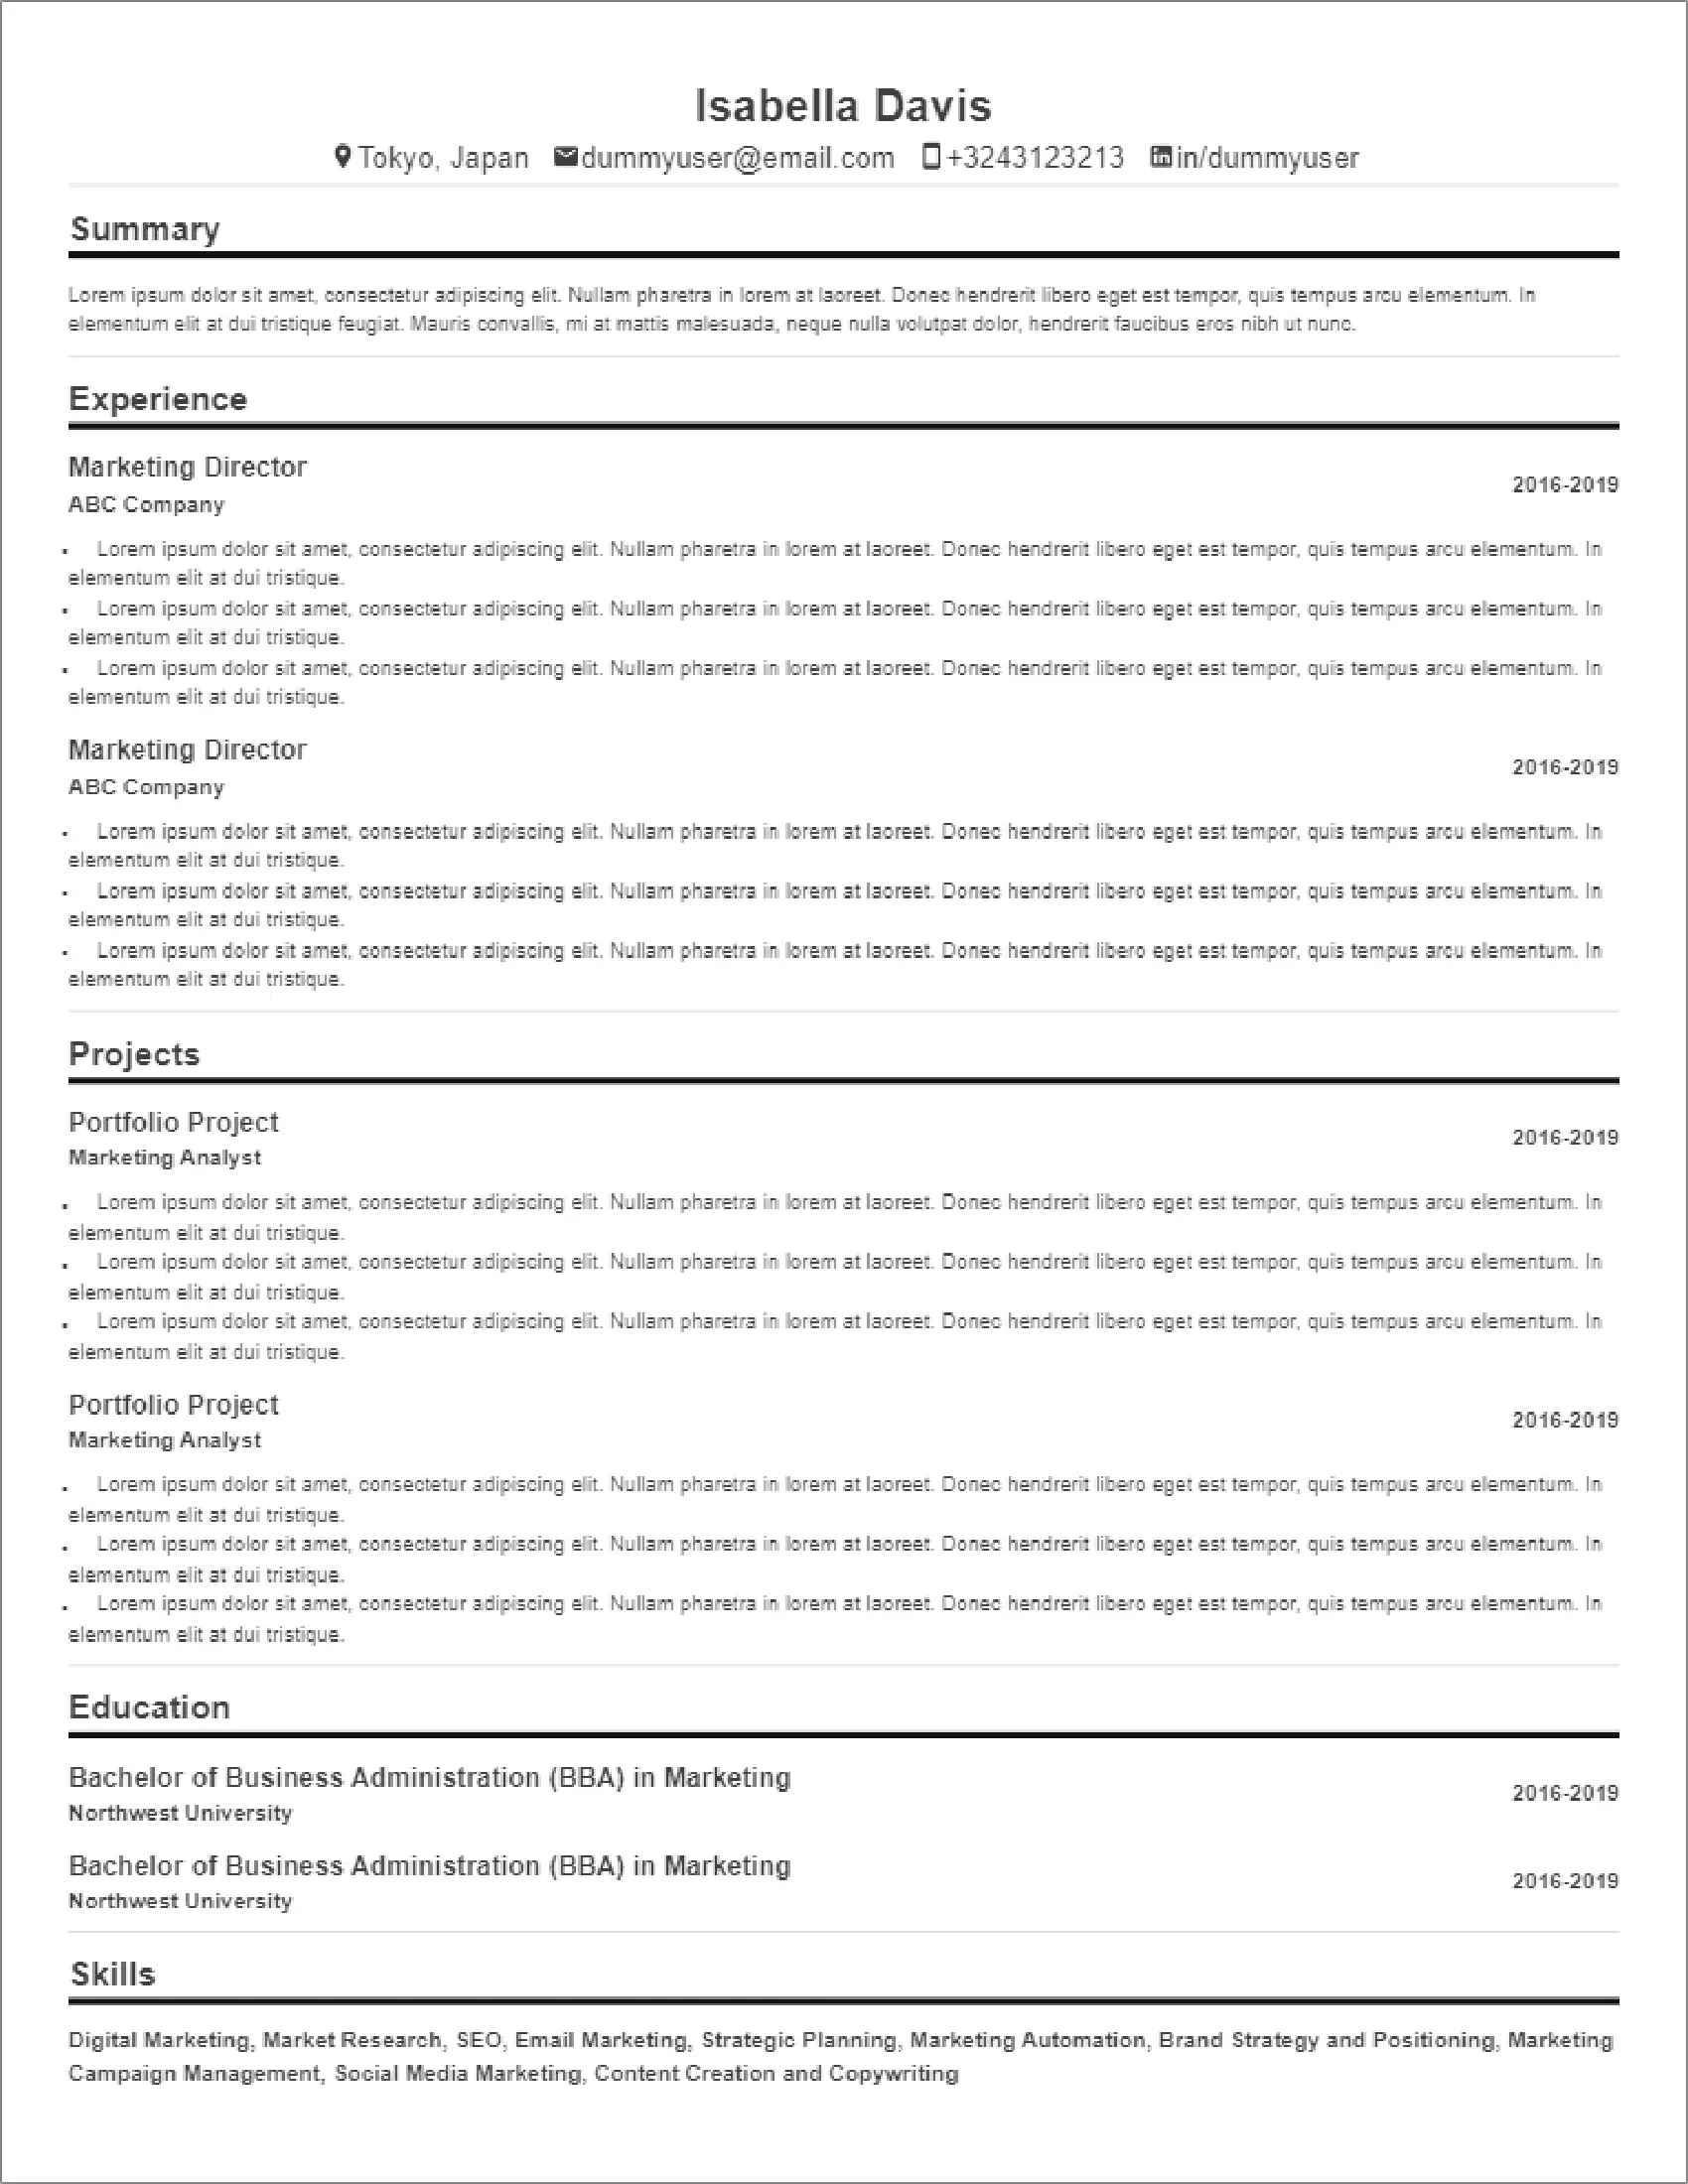 Isabella Davis
Tokyo, Japan dummyuser@email.com +3243123213 in/dummyuser
Summary
Lorem ipsum dolor sit amet, consectetur adipiscing elit. Nullam pharetra in lorem at laoreet. Donec hendrerit libero eget est tempor, quis tempus arcu elementum. In
elementum elit at dui tristique feugiat. Mauris convallis, mi at mattis malesuada, neque nulla volutpat dolor, hendrerit faucibus eros nibh ut nunc.
Experience
Marketing Director
2016-2019
ABC Company
▪ Lorem ipsum dolor sit amet, consectetur adipiscing elit. Nullam pharetra in lorem at laoreet. Donec hendrerit libero eget est tempor, quis tempus arcu elementum. In
elementum elit at dui tristique.
▪ Lorem ipsum dolor sit amet, consectetur adipiscing elit. Nullam pharetra in lorem at laoreet. Donec hendrerit libero eget est tempor, quis tempus arcu elementum. In
elementum elit at dui tristique.
▪ Lorem ipsum dolor sit amet, consectetur adipiscing elit. Nullam pharetra in lorem at laoreet. Donec hendrerit libero eget est tempor, quis tempus arcu elementum. In
elementum elit at dui tristique.
Marketing Director
2016-2019
ABC Company
▪ Lorem ipsum dolor sit amet, consectetur adipiscing elit. Nullam pharetra in lorem at laoreet. Donec hendrerit libero eget est tempor, quis tempus arcu elementum. In
elementum elit at dui tristique.
▪ Lorem ipsum dolor sit amet, consectetur adipiscing elit. Nullam pharetra in lorem at laoreet. Donec hendrerit libero eget est tempor, quis tempus arcu elementum. In
elementum elit at dui tristique.
▪ Lorem ipsum dolor sit amet, consectetur adipiscing elit. Nullam pharetra in lorem at laoreet. Donec hendrerit libero eget est tempor, quis tempus arcu elementum. In
elementum elit at dui tristique.
Projects
Portfolio Project
2016-2019
Marketing Analyst
▪ Lorem ipsum dolor sit amet, consectetur adipiscing elit. Nullam pharetra in lorem at laoreet. Donec hendrerit libero eget est tempor, quis tempus arcu elementum. In
elementum elit at dui tristique.
▪ Lorem ipsum dolor sit amet, consectetur adipiscing elit. Nullam pharetra in lorem at laoreet. Donec hendrerit libero eget est tempor, quis tempus arcu elementum. In
elementum elit at dui tristique.
▪ Lorem ipsum dolor sit amet, consectetur adipiscing elit. Nullam pharetra in lorem at laoreet. Donec hendrerit libero eget est tempor, quis tempus arcu elementum. In
elementum elit at dui tristique.
Portfolio Project
2016-2019
Marketing Analyst
▪ Lorem ipsum dolor sit amet, consectetur adipiscing elit. Nullam pharetra in lorem at laoreet. Donec hendrerit libero eget est tempor, quis tempus arcu elementum. In
elementum elit at dui tristique.
▪ Lorem ipsum dolor sit amet, consectetur adipiscing elit. Nullam pharetra in lorem at laoreet. Donec hendrerit libero eget est tempor, quis tempus arcu elementum. In
elementum elit at dui tristique.
▪ Lorem ipsum dolor sit amet, consectetur adipiscing elit. Nullam pharetra in lorem at laoreet. Donec hendrerit libero eget est tempor, quis tempus arcu elementum. In
elementum elit at dui tristique.
Education
Bachelor of Business Administration (BBA) in Marketing
2016-2019
Northwest University
Bachelor of Business Administration (BBA) in Marketing
2016-2019
Northwest University
Skills
Digital Marketing, Market Research, SEO, Email Marketing, Strategic Planning, Marketing Automation, Brand Strategy and Positioning, Marketing
Campaign Management, Social Media Marketing, Content Creation and Copywriting